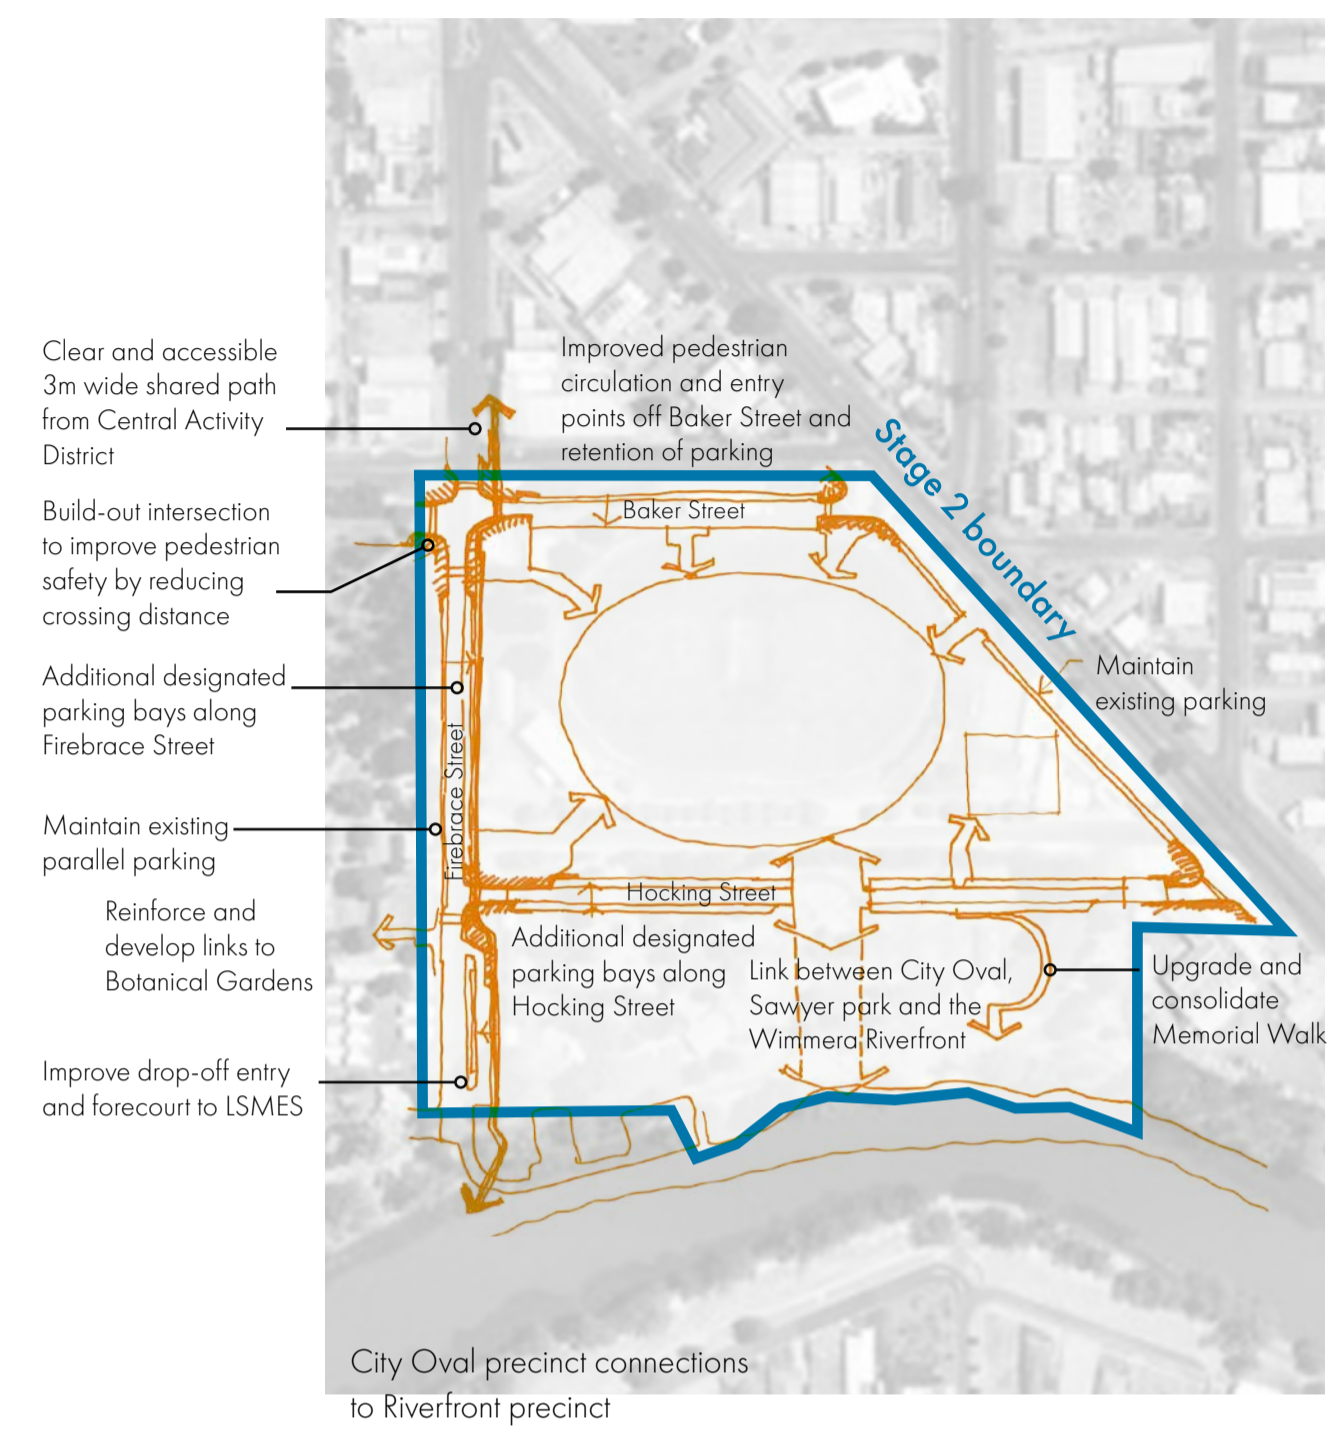 Clear and accessible
3m wide shared path
from Central Activity
District
Improved pedestrian
circulation and entry
points off Baker Street and
retention of parking
Stage 2 boundary
Build-out intersection
to improve pedestrian
safety by reducing
crossing distance
Baker Street
Additional designated
parking bays along
Firebrace Street
Maintain
existing parking
Firebrace Street
Maintain existing
parallel parking
Hocking Street
Reinforce and
develop links to
Botanical Gardens
Additional designated
parking bays along
Hocking Street
Link between City Oval,
Sawyer park and the
Wimmera Riverfront
Upgrade and
consolidate
Memorial Walk
Improve drop-off entry
and forecourt to LSMES
City Oval precinct connections
to Riverfront precinct